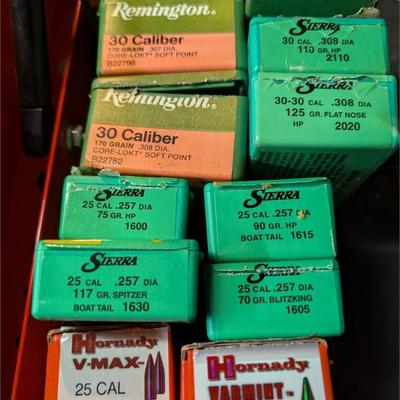 Remington
30 Caliber
170 GRAIN .307 DIA.
CORE-LOKT SOFT POINT
B22798
SIERRA
30 CAL .308 DIA
110 GR. HP
2110
Remington
30 Caliber
170 GRAIN .308 DIA.
CORE-LOKT SOFT POINT
B22782
SIERRA
30-30 CAL .308 DIA
125 GR. FLAT NOSE
HP 2020
SIERRA
25 CAL .257 DIA
75 GR. HP
1600
SIERRA
25 CAL .257 DIA
90 GR. HP
BOAT TAIL 1615
SIERRA
25 CAL .257 DIA
117 GR. SPITZER
BOAT TAIL 1630
SIERRA
25 CAL .257 DIA
70 GR. BLITZKING
1605
Hornady
V-MAX™
25 CAL
Hornady
VARMINT™